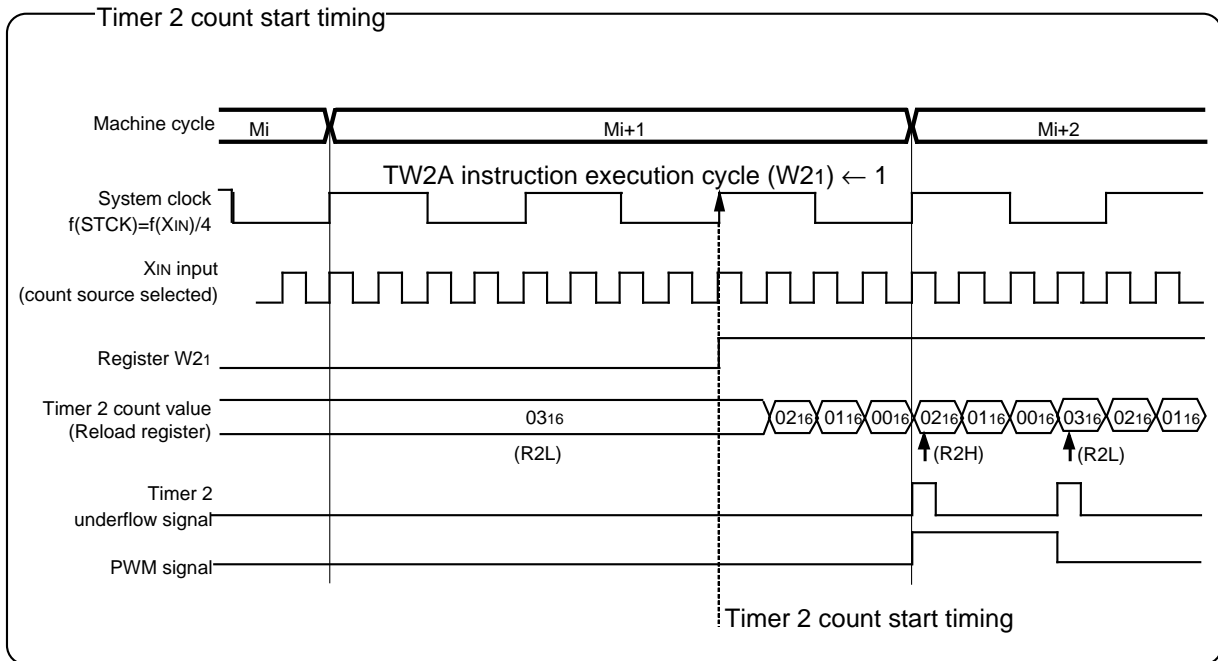 Timer 2 count start timing
Machine cycle
Mi
Mi+1
Mi+2
TW2A instruction execution cycle (W21) ← 1
System clock
f(STCK)=f(XIN)/4
XIN input
(count source selected)
Register W21
Timer 2 count value
(Reload register)
0316 0216 0116 0016 0216 0116 0016 0316 0216 0116
(R2L) (R2H) (R2L)
Timer 2
underflow signal
PWM signal
Timer 2 count start timing